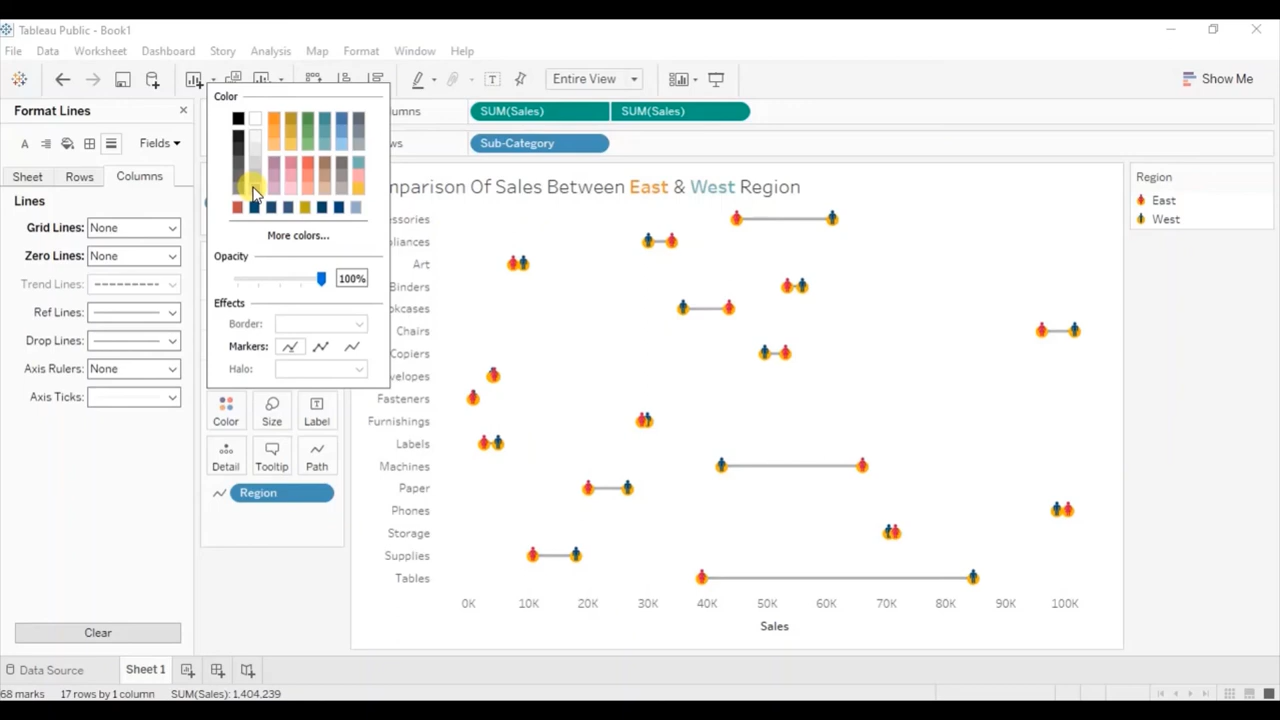 Tableau Public - Book1
File Data Worksheet Dashboard Story Analysis Map Format Window Help
Entire View
Show Me
Format Lines
Fields
Sheet Rows Columns
Lines
Grid Lines: None
Zero Lines: None
Trend Lines:
Ref Lines:
Drop Lines:
Axis Rulers: None
Axis Ticks:
Clear
Color
More colors...
Opacity
100%
Effects
Border:
Markers:
Halo:
Color Size Label
Detail Tooltip Path
Region
umns SUM(Sales) SUM(Sales)
ws Sub-Category
mparison Of Sales Between East & West Region
essories
liances
Art
Binders
okcases
Chairs
Copiers
velopes
Fasteners
Furnishings
Labels
Machines
Paper
Phones
Storage
Supplies
Tables
0K 10K 20K 30K 40K 50K 60K 70K 80K 90K 100K
Sales
Region
East
West
Data Source Sheet 1
68 marks 17 rows by 1 column SUM(Sales): 1,404,239